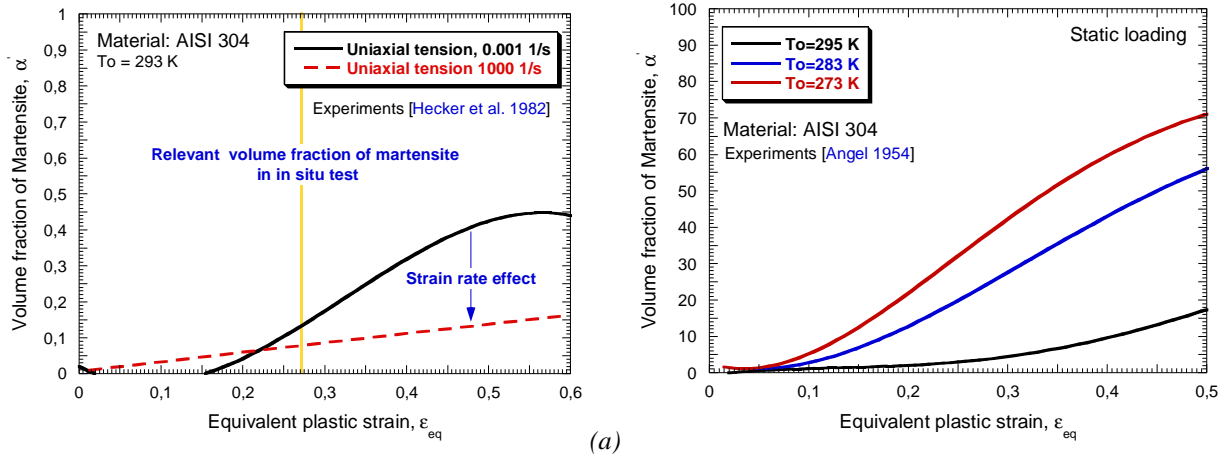 Volume fraction of Martensite, α'
1
0,9
0,8
0,7
0,6
0,5
0,4
0,3
0,2
0,1
0
Material: AISI 304
To = 293 K
Uniaxial tension, 0.001 1/s
Uniaxial tension 1000 1/s
Experiments [Hecker et al. 1982]
Relevant volume fraction of martensite
in in situ test
Strain rate effect
0 0,1 0,2 0,3 0,4 0,5 0,6
Equivalent plastic strain, ε_eq
(a)
Volume fraction of Martensite, α'
100
90
80
70
60
50
40
30
20
10
0
To=295 K
To=283 K
To=273 K
Static loading
Material: AISI 304
Experiments [Angel 1954]
0 0,1 0,2 0,3 0,4 0,5
Equivalent plastic strain, ε_eq